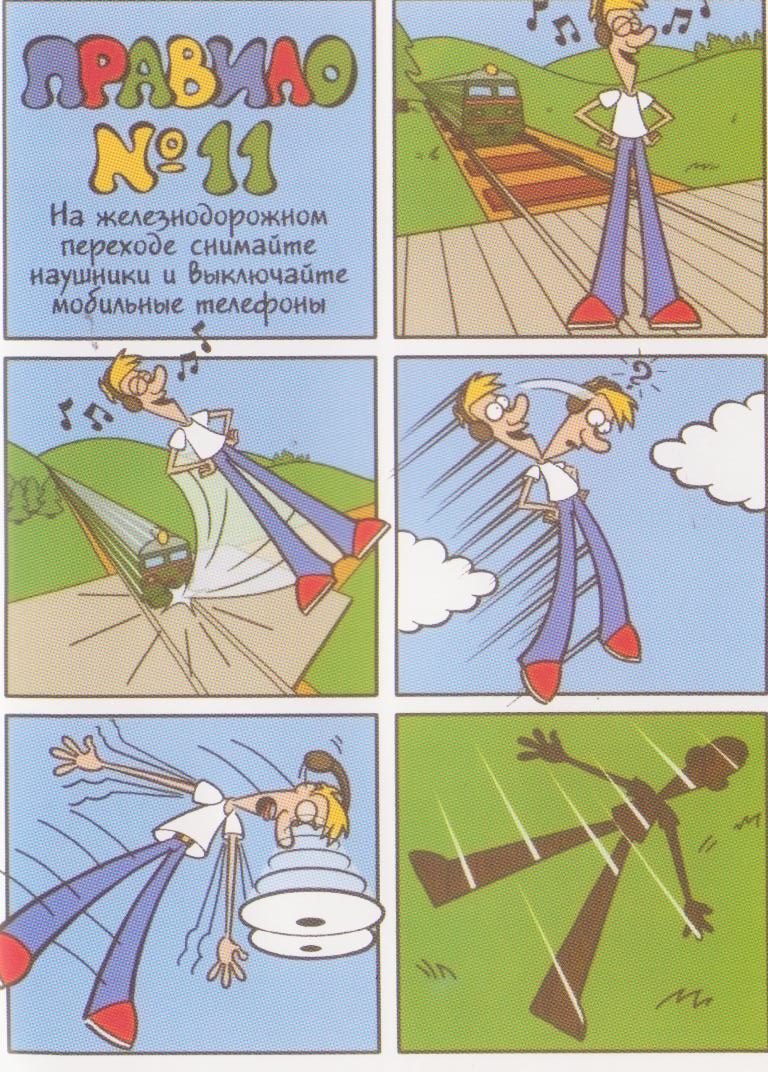 ПРАВИЛО
№ 11
На железнодорожном
переходе снимайте
наушники и выключайте
мобильные телефоны
?